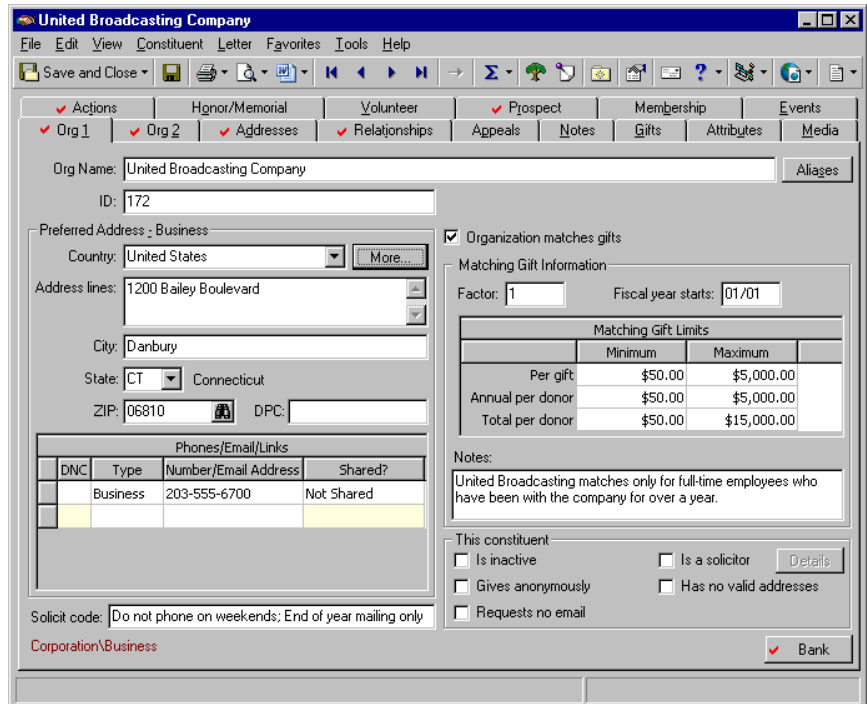 United Broadcasting Company
File Edit View Constituent Letter Favorites Tools Help
Save and Close
Actions Honor/Memorial Volunteer Prospect Membership Events
Org 1 Org 2 Addresses Relationships Appeals Notes Gifts Attributes Media
Org Name: United Broadcasting Company Aliases
ID: 172
Preferred Address - Business
Country: United States More...
Address lines: 1200 Bailey Boulevard
City: Danbury
State: CT Connecticut
ZIP: 06810 DPC:
Phones/Email/Links
DNC Type Number/Email Address Shared?
Business 203-555-6700 Not Shared
Solicit code: Do not phone on weekends; End of year mailing only
Corporation\Business
Organization matches gifts
Matching Gift Information
Factor: 1 Fiscal year starts: 01/01
Matching Gift Limits
Minimum Maximum
Per gift $50.00 $5,000.00
Annual per donor $50.00 $5,000.00
Total per donor $50.00 $15,000.00
Notes:
United Broadcasting matches only for full-time employees who
have been with the company for over a year.
This constituent
Is inactive Is a solicitor Details
Gives anonymously Has no valid addresses
Requests no email
Bank